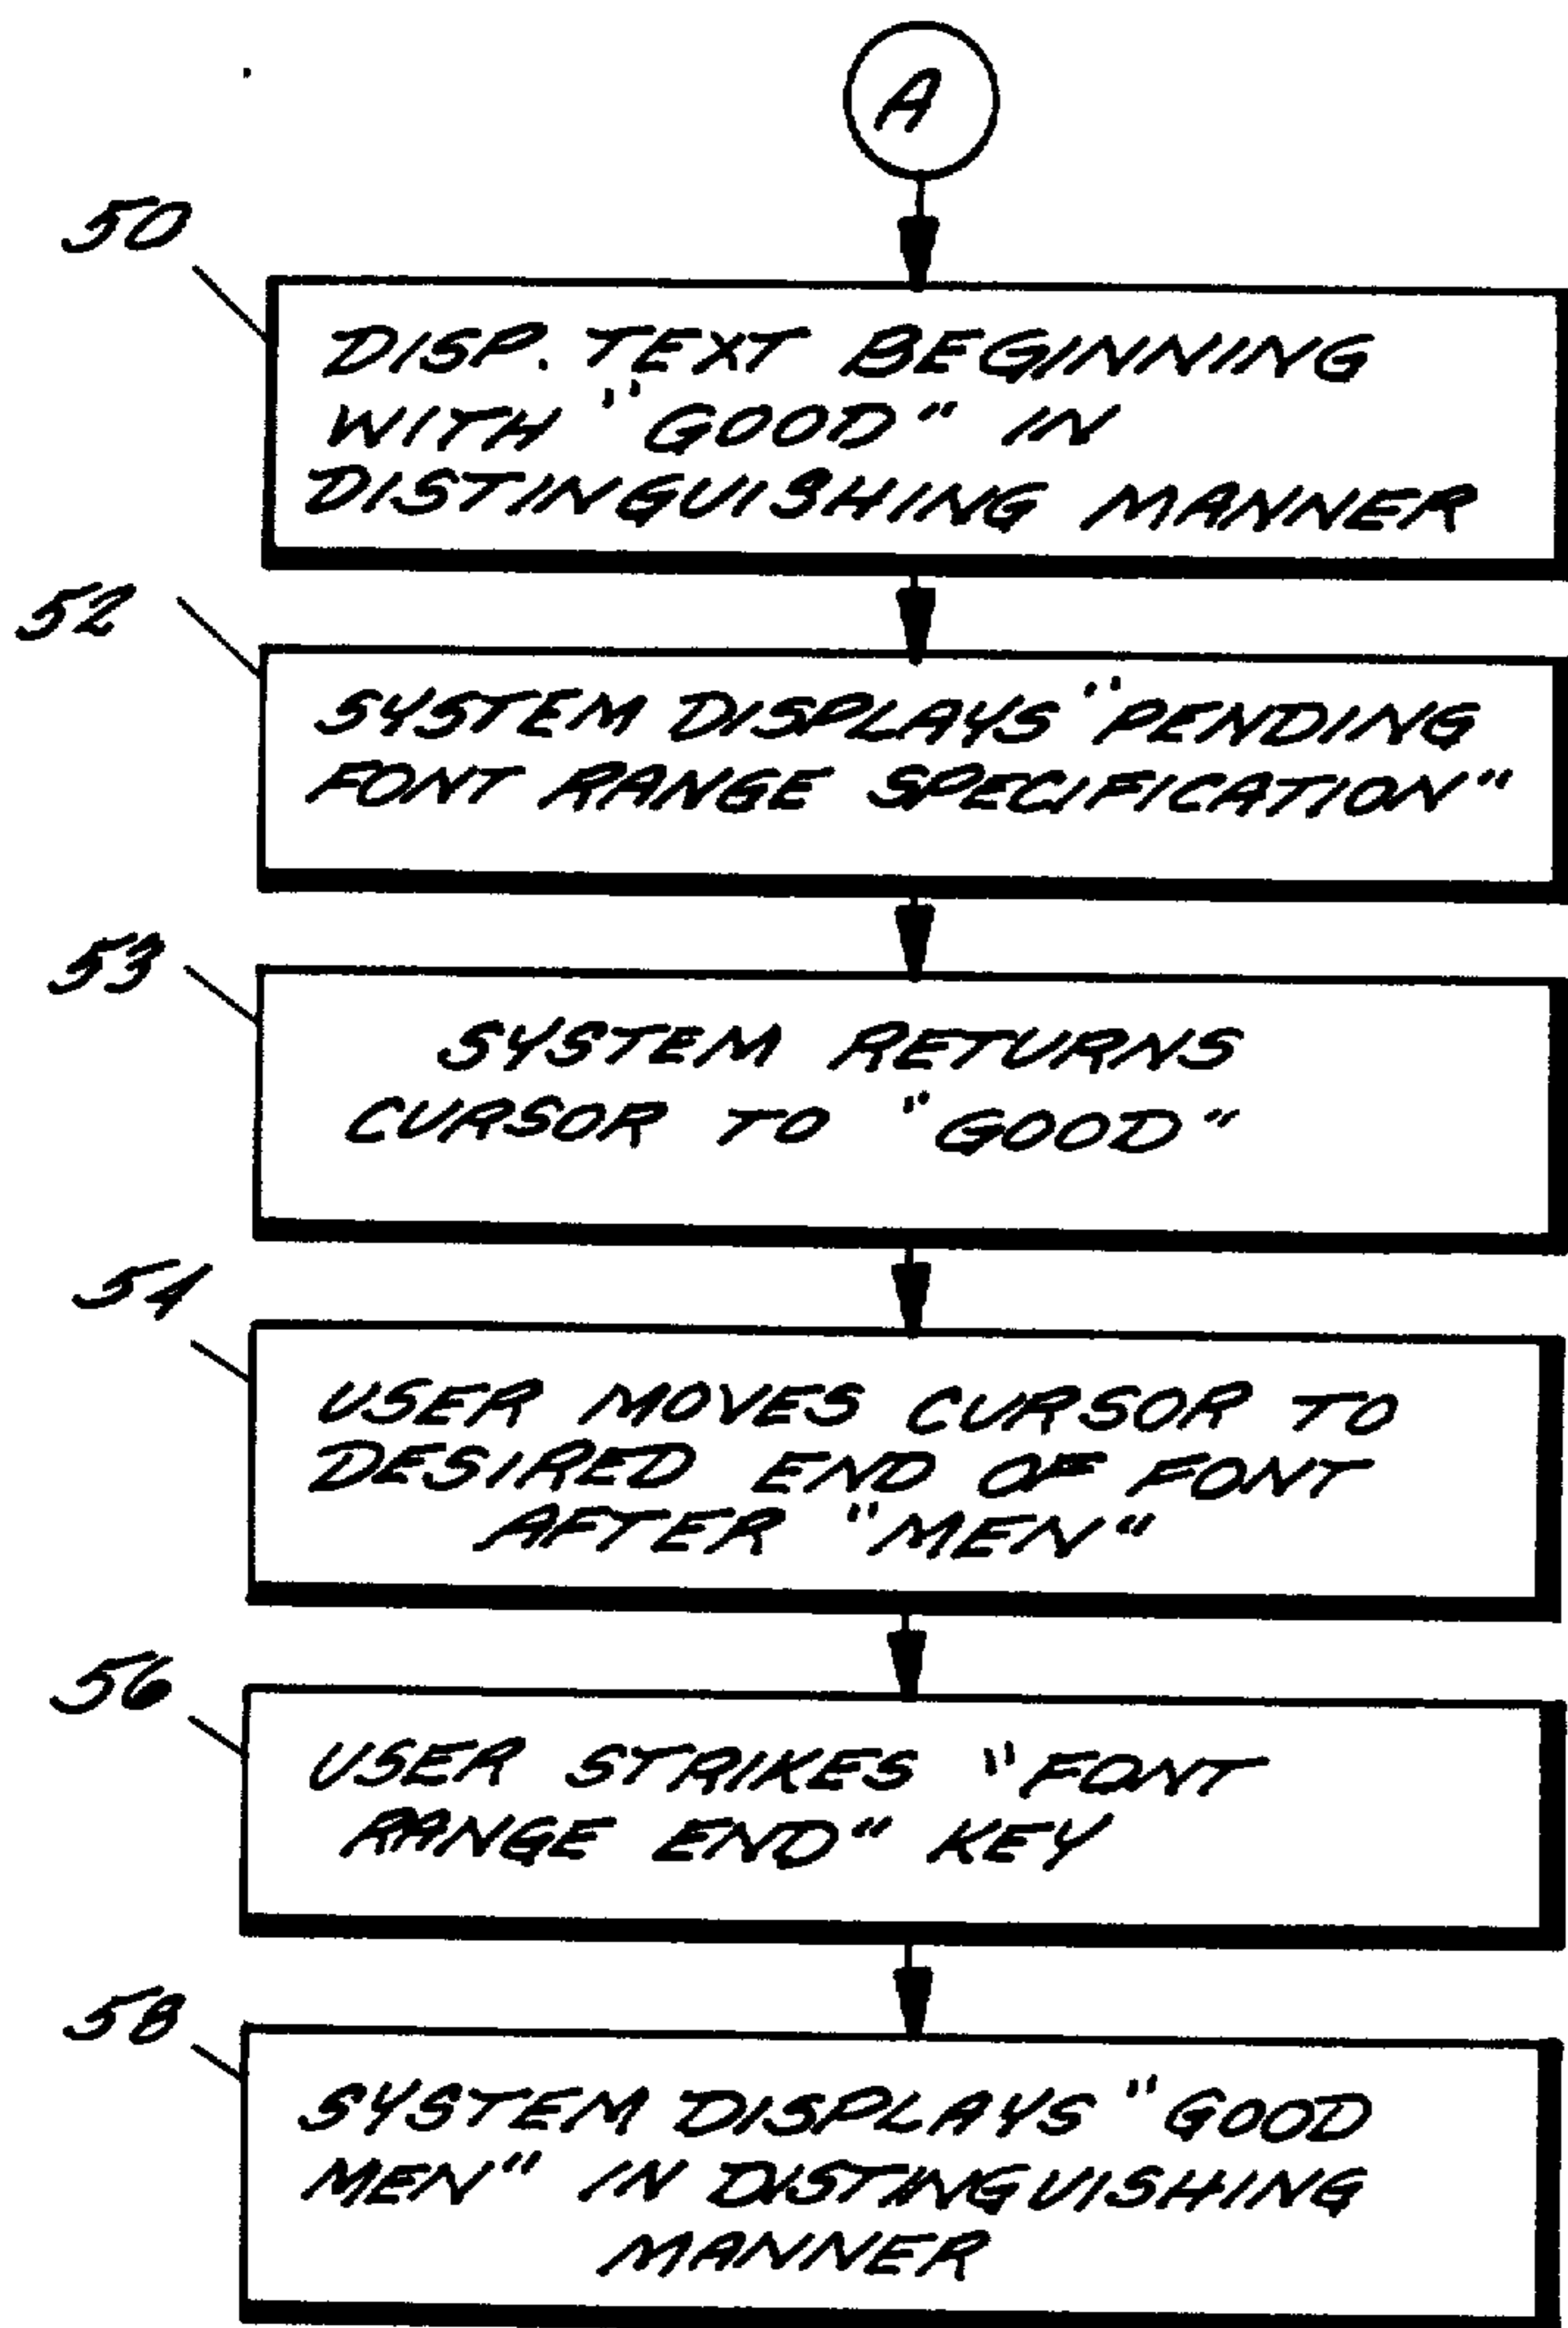 A
50
DISP. TEXT BEGINNING
WITH "GOOD" IN
DISTINGUISHING MANNER
52
SYSTEM DISPLAYS "PENDING
FONT RANGE SPECIFICATION"
53
SYSTEM RETURNS
CURSOR TO "GOOD"
54
USER MOVES CURSOR TO
DESIRED END OF FONT
AFTER "MEN"
56
USER STRIKES "FONT
RANGE END" KEY
58
SYSTEM DISPLAYS "GOOD
MEN" IN DISTINGUISHING
MANNER